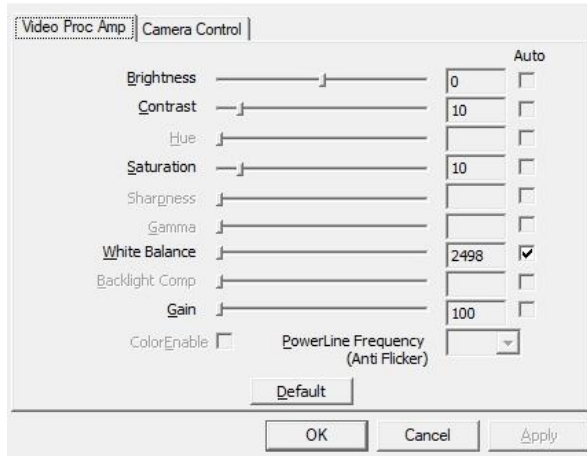 Video Proc Amp Camera Control
Auto
Brightness 0
Contrast 10
Hue
Saturation 10
Sharpness
Gamma
White Balance 2498
Backlight Comp
Gain 100
ColorEnable PowerLine Frequency
(Anti Flicker)
Default
OK Cancel Apply